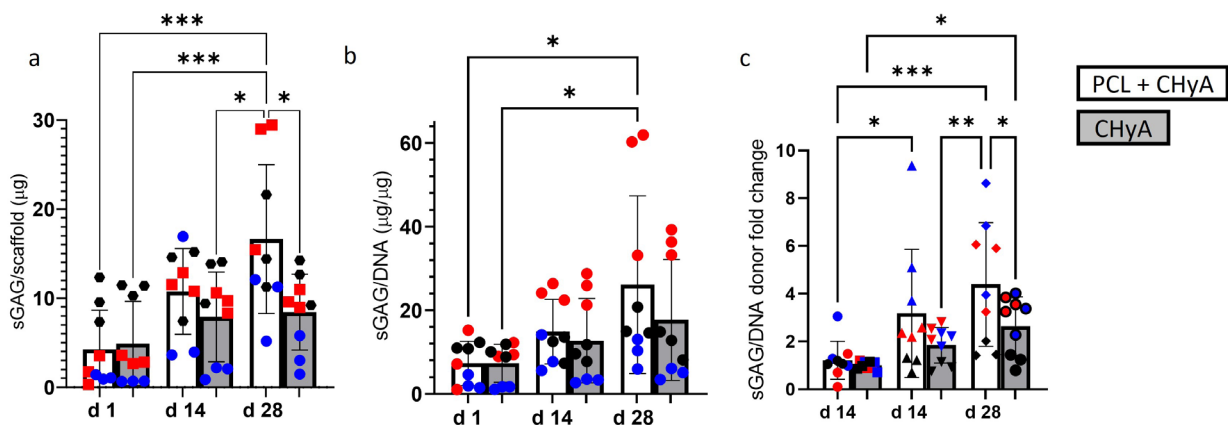 a
***
***
*
*
sGAG/scaffold (µg)
30
20
10
0
d 1
d 14
d 28
b
*
*
sGAG/DNA (µg/µg)
60
40
20
0
d 1
d 14
d 28
c
*
***
*
**
*
sGAG/DNA donor fold change
10
8
6
4
2
0
d 14
d 14
d 28
PCL + CHyA
CHyA